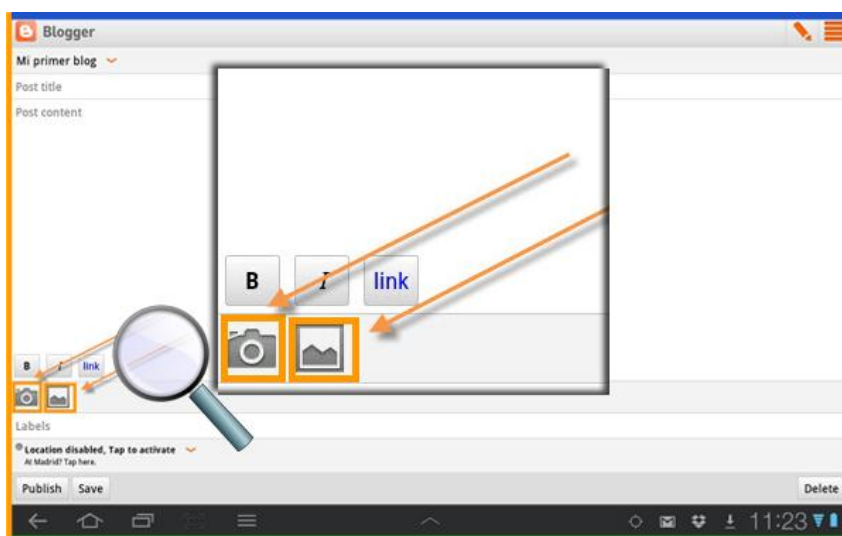 Blogger
Mi primer blog
Post title
Post content
B I link
B I link
Labels
Location disabled, Tap to activate
At Madrid? Tap here.
Publish Save Delete
11:23